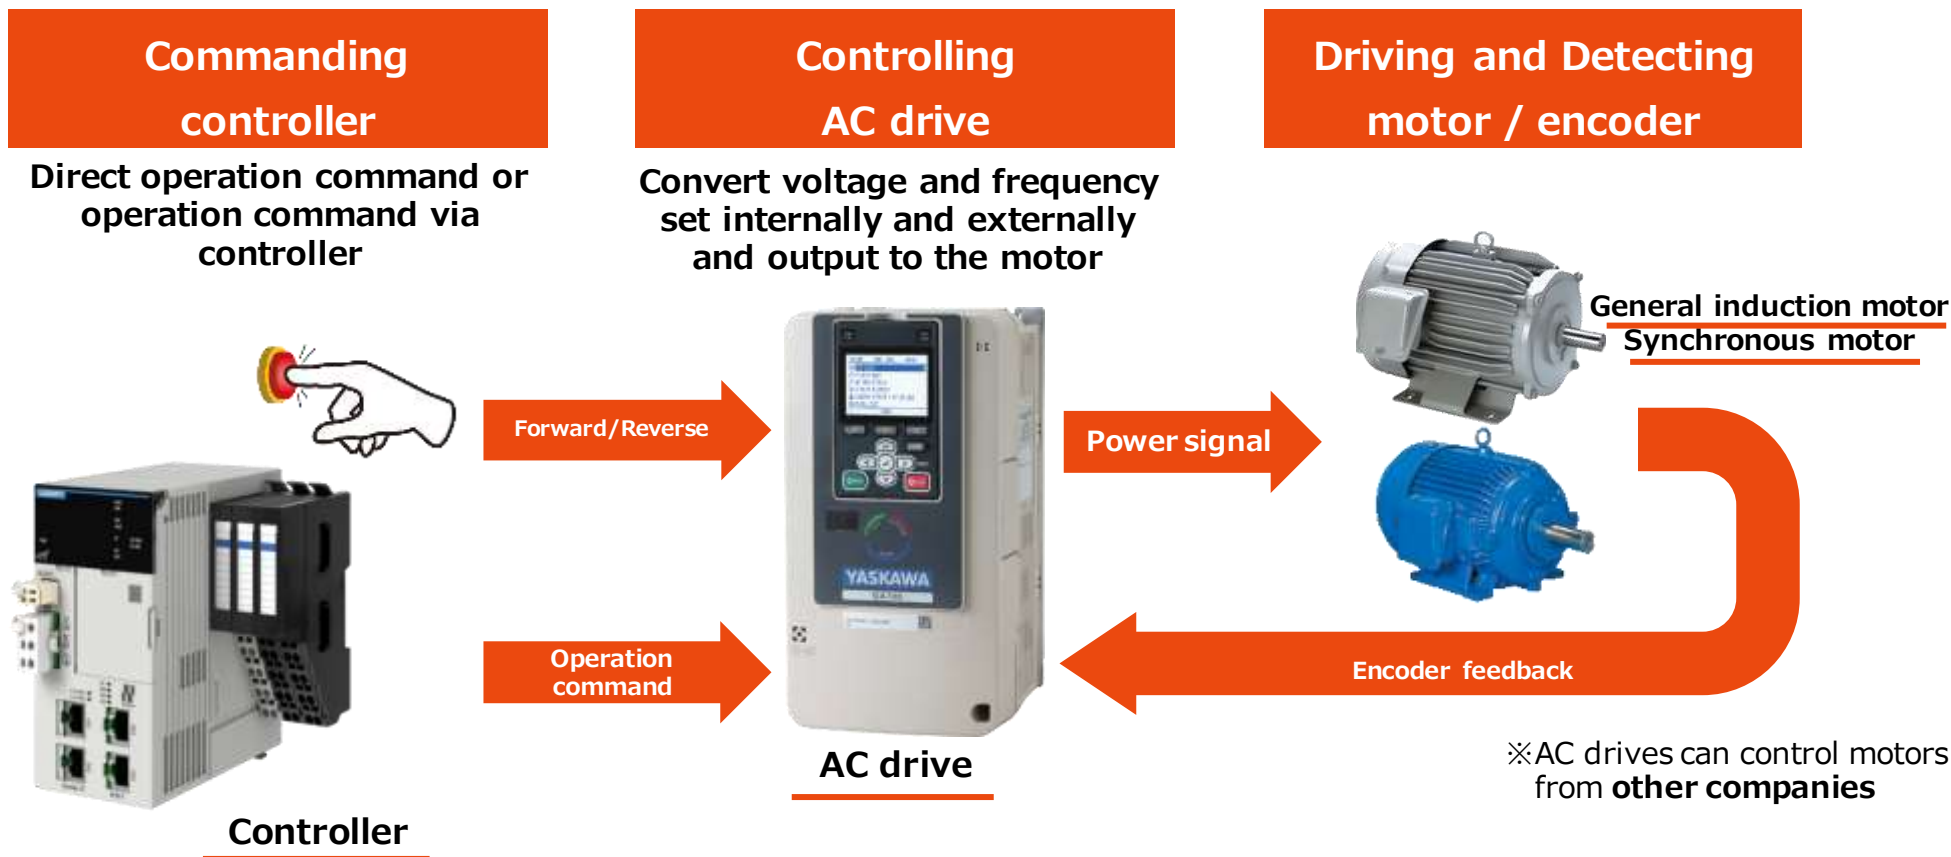 Commanding
controller
Controlling
AC drive
Driving and Detecting
motor / encoder
Direct operation command or
operation command via
controller
Convert voltage and frequency
set internally and externally
and output to the motor
General induction motor
Synchronous motor
Forward/Reverse
Power signal
YASKAWA
Operation
command
Encoder feedback
AC drive
※AC drives can control motors
from other companies
Controller